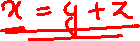 x = y + z